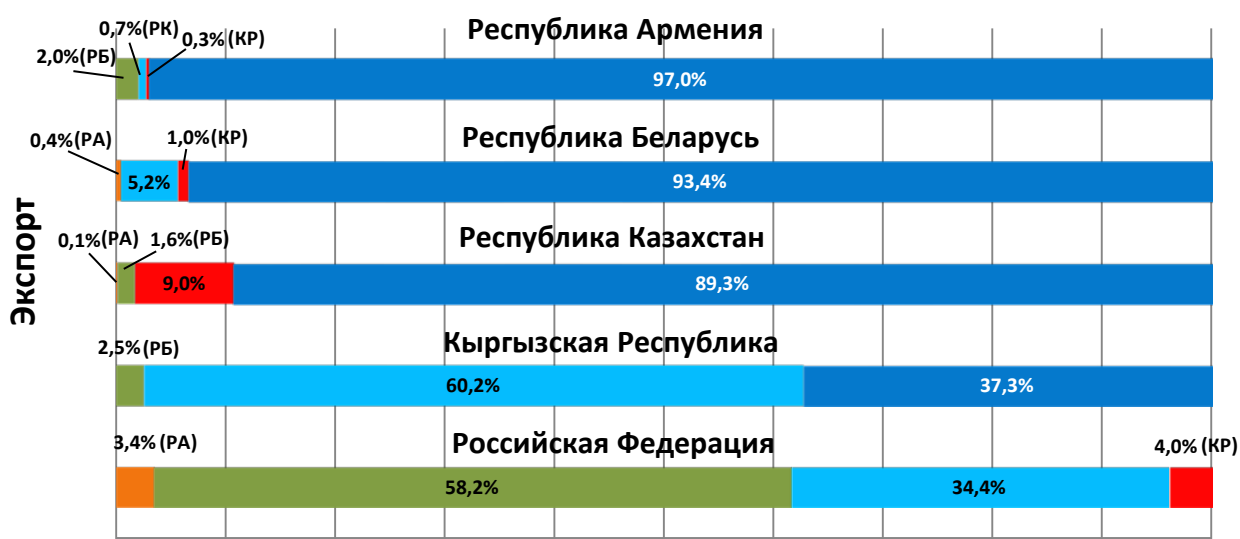 Экспорт
Республика Армения
0,7%(РК)
0,3%(КР)
2,0%(РБ)
97,0%
Республика Беларусь
0,4%(РА)
1,0%(КР)
5,2%
93,4%
Республика Казахстан
0,1%(РА)
1,6%(РБ)
9,0%
89,3%
Кыргызская Республика
2,5%(РБ)
60,2%
37,3%
Российская Федерация
3,4% (РА)
4,0% (КР)
58,2%
34,4%